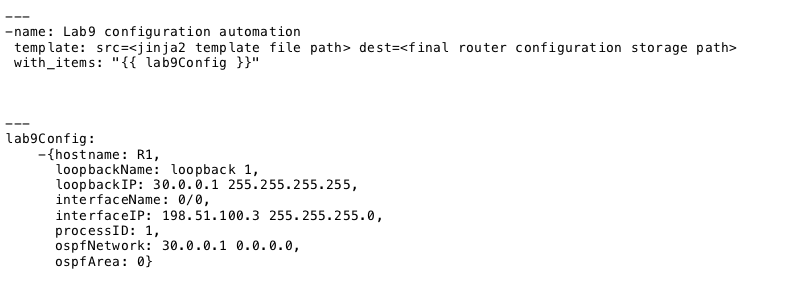 ---
-name: Lab9 configuration automation
 template: src=<jinja2 template file path> dest=<final router configuration storage path>
 with_items: "{{ lab9Config }}"
---
lab9Config:
    -{hostname: R1,
      loopbackName: loopback 1,
      loopbackIP: 30.0.0.1 255.255.255.255,
      interfaceName: 0/0,
      interfaceIP: 198.51.100.3 255.255.255.0,
      processID: 1,
      ospfNetwork: 30.0.0.1 0.0.0.0,
      ospfArea: 0}